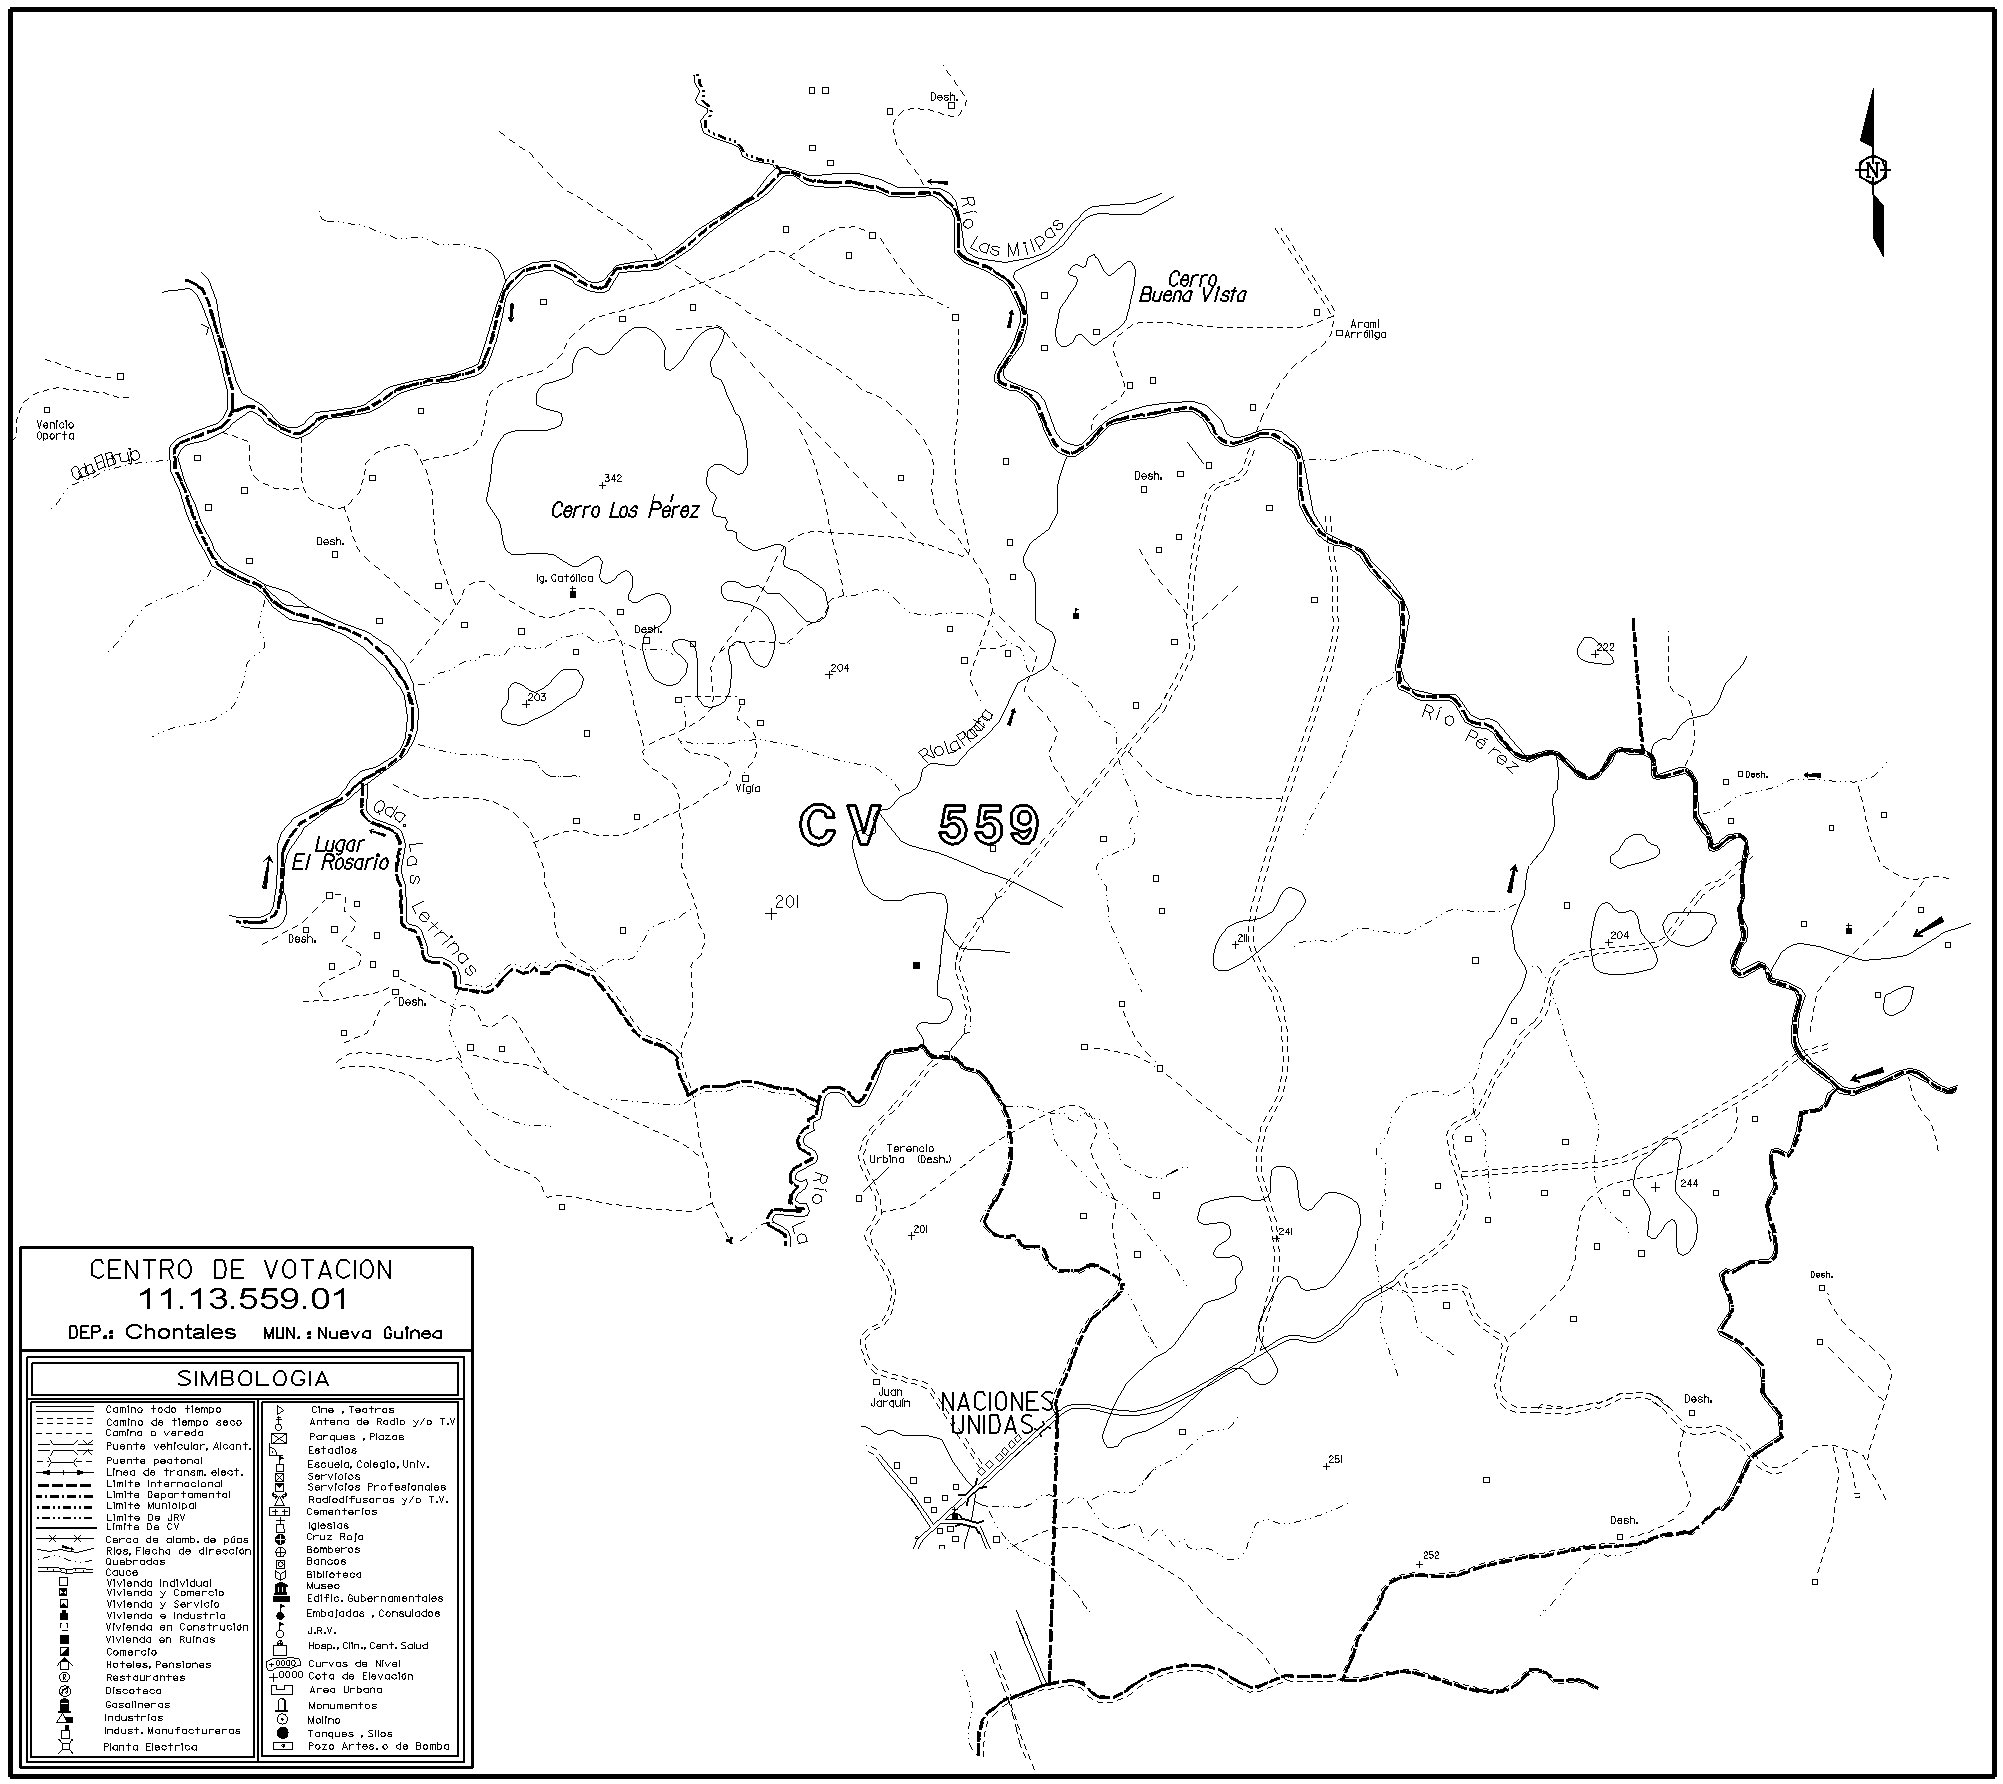 Desh.
N
Río
Las Milpas
Cerro
Buena Vista
Arami
Arróliga
Venicio
Oporta
Qda. El Brujo
342
Cerro Los Pérez
Desh.
Desh.
Ig. Católica
Desh.
222
203
204
Río La Pacha
Río Pérez
Desh.
Vigía
CV 559
Qda. Las Letrinas
Lugar
El Rosario
201
Desh.
211
204
Desh.
Terencio
Urbina (Desh.)
Río La
244
201
241
Desh.
CENTRO DE VOTACION
11.13.559.01
DEP.: Chontales MUN.: Nueva Guinea
Juan
Jarquín
NACIONES
UNIDAS
Desh.
251
Desh.
252
SIMBOLOGIA
Camino todo tiempo
Camino de tiempo seco
Camino o vereda
Puente vehicular, Alcant.
Puente peatonal
Línea de transm. elect.
Límite Internacional
Límite Departamental
Límite Municipal
Límite De JRV
Límite De CV
Cerca de alamb. de púas
Ríos, Flecha de dirección
Quebradas
Cauce
Vivienda Individual
Vivienda y Comercio
Vivienda y Servicio
Vivienda e Industria
Vivienda en Construción
Vivienda en Ruinas
Comercio
Hoteles, Pensiones
Restaurantes
Discoteca
Gasolineras
Industrias
Indust. Manufactureras
Planta Electrica
Cine , Teatros
Antena de Radio y/o T.V
Parques , Plazas
Estadios
Escuela, Colegio, Univ.
Servicios
Servicios Profesionales
Radiodifusoras y/o T.V.
Cementerios
Iglesias
Cruz Roja
Bomberos
Bancos
Biblioteca
Museo
Edific. Gubernamentales
Embajadas , Consulados
J.R.V.
Hosp., Clin., Cent. Salud
+0000 Curvas de Nivel
+0000 Cota de Elevación
Area Urbana
Monumentos
Molino
Tanques , Silos
Pozo Artes. o de Bomba